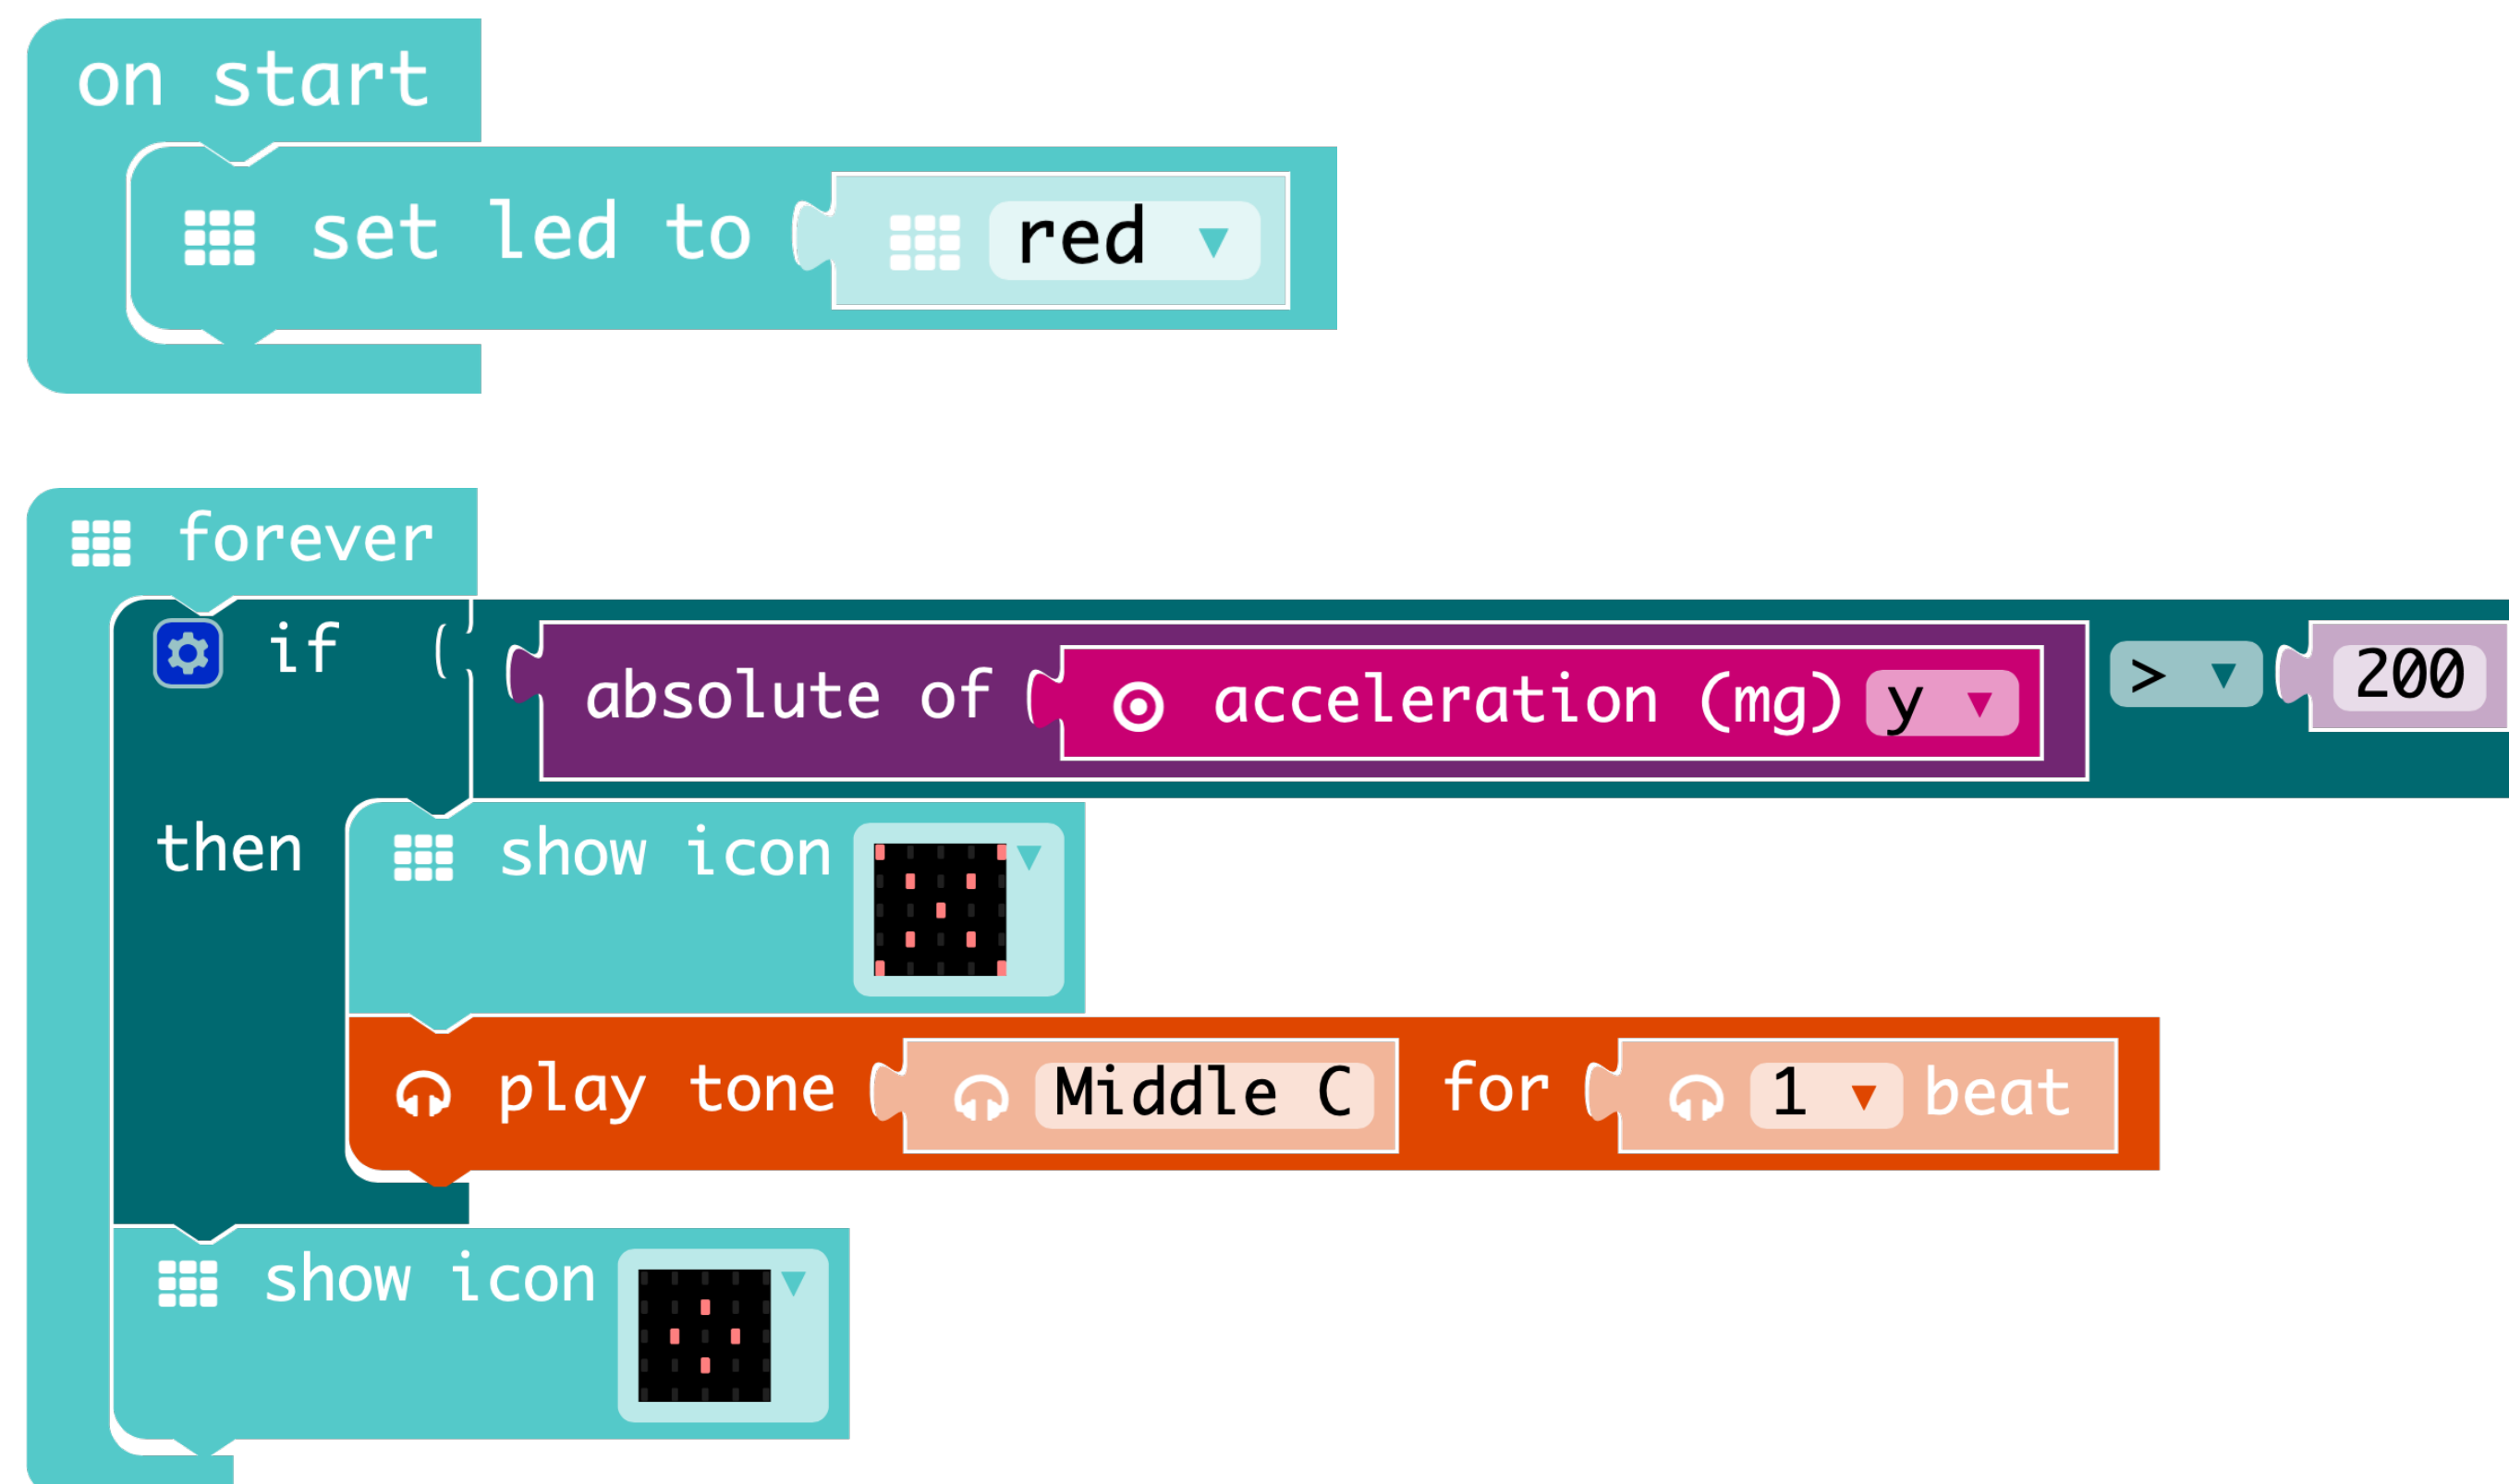 on start
set led to red
forever
if absolute of acceleration (mg) y > 200
then show icon
play tone Middle C for 1 beat
show icon